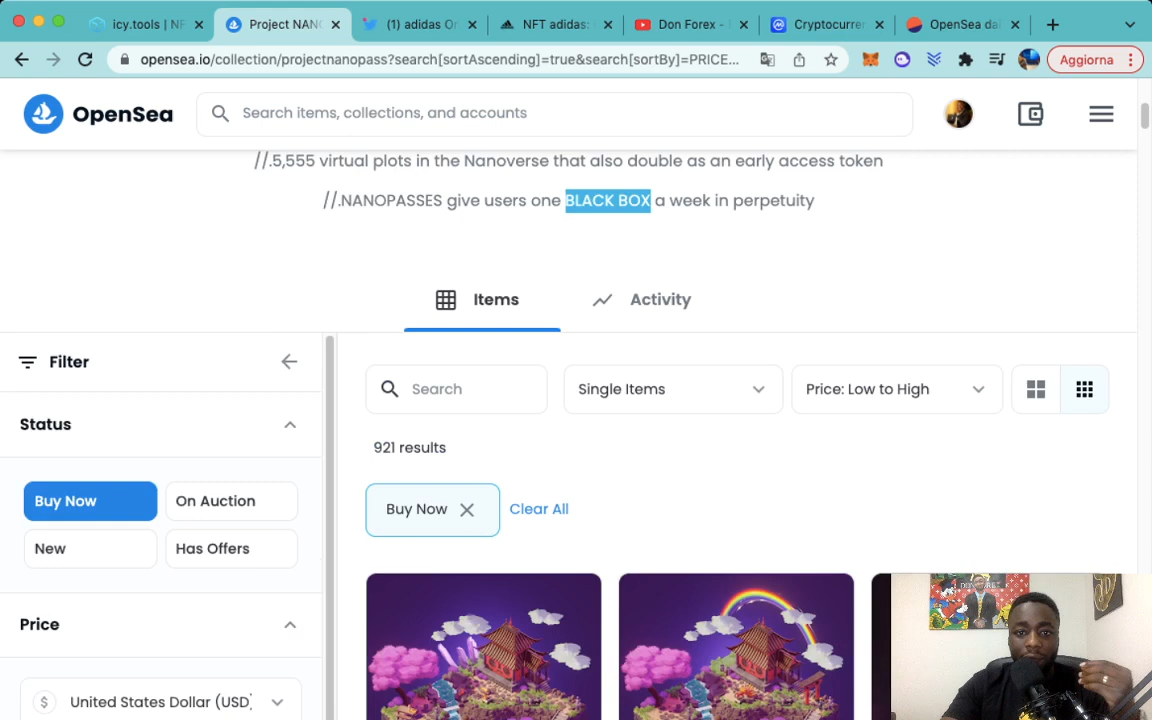 icy.tools | NF
Project NAN
(1) adidas Or
NFT adidas:
Don Forex -
Cryptocurrer
OpenSea dai
opensea.io/collection/projectnanopass?search[sortAscending]=true&search[sortBy]=PRICE...
Aggiorna
OpenSea
Search items, collections, and accounts
//.5,555 virtual plots in the Nanoverse that also double as an early access token
//.NANOPASSES give users one BLACK BOX a week in perpetuity
Items
Activity
Filter
Search
Single Items
Price: Low to High
Status
921 results
Buy Now
On Auction
Buy Now
Clear All
New
Has Offers
Price
$ United States Dollar (USD)